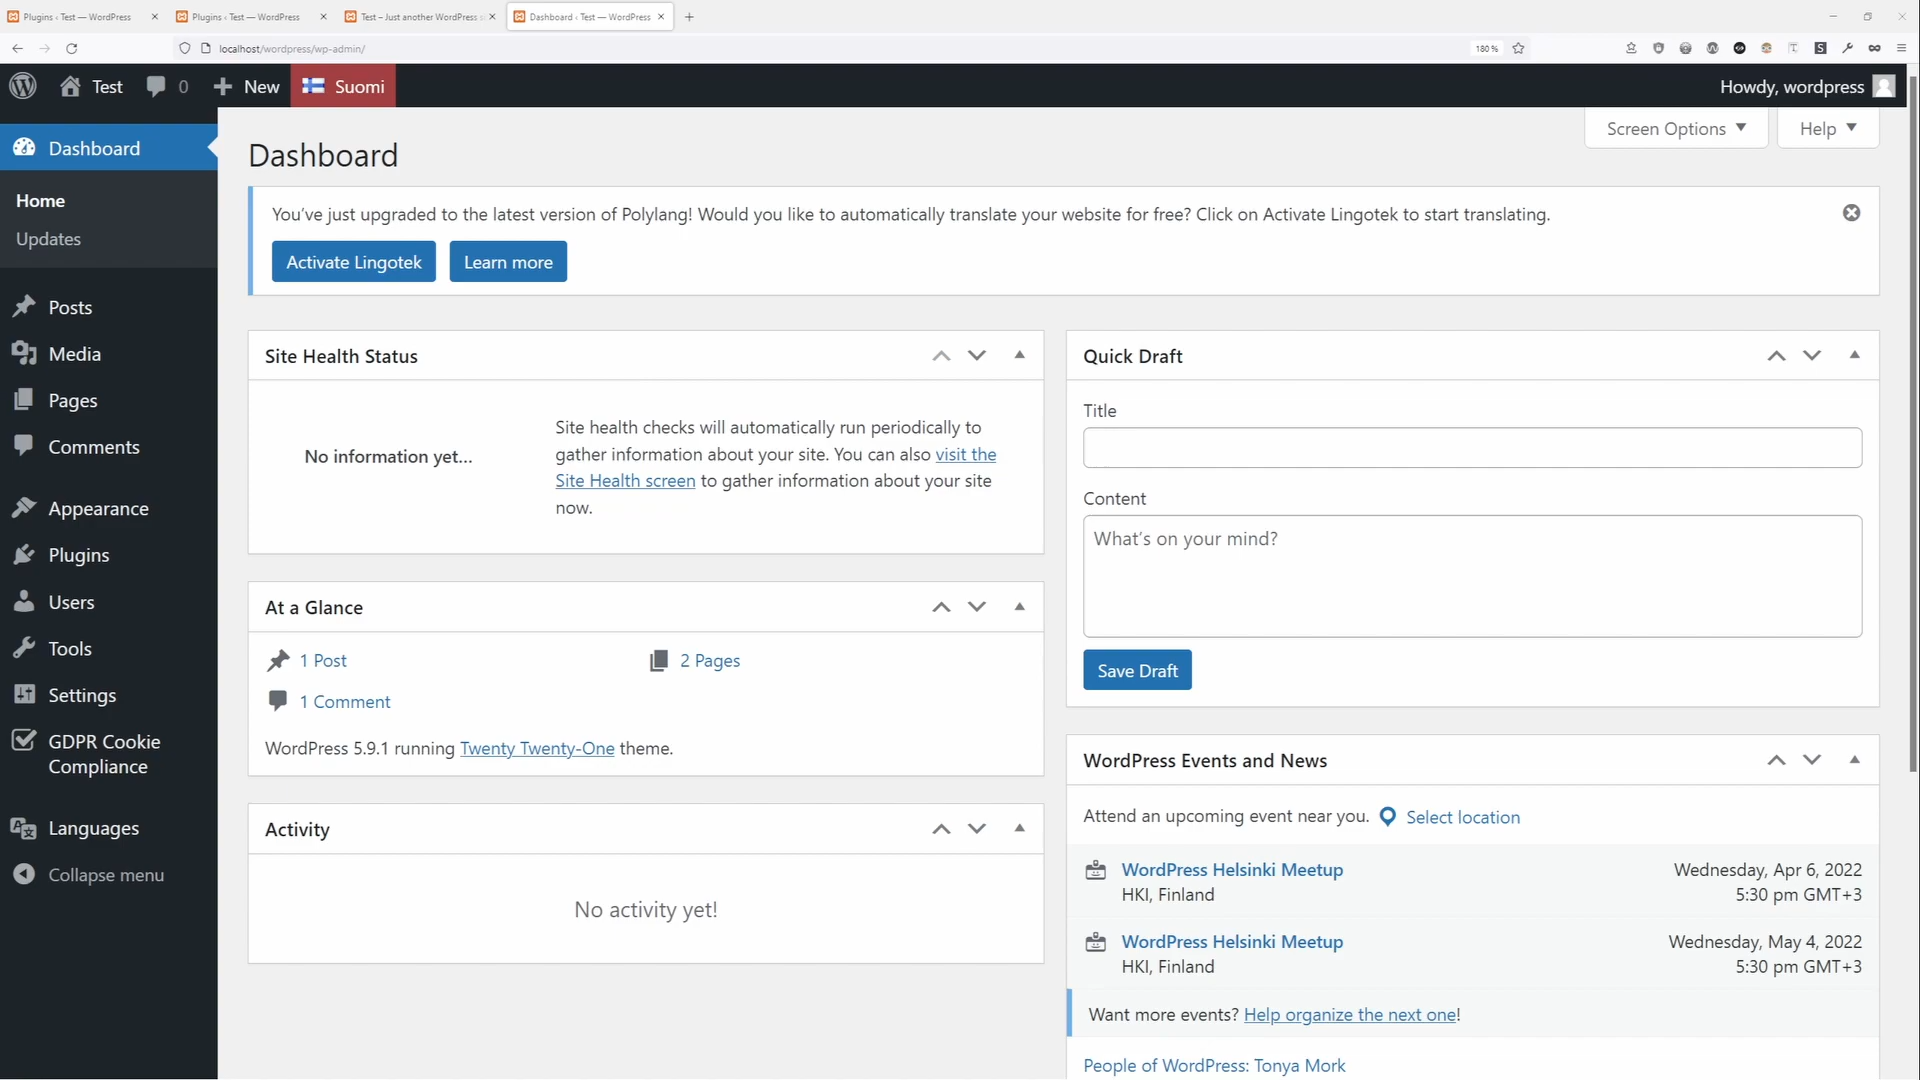 Plugins ‹ Test — WordPress
Plugins ‹ Test — WordPress
Test – Just another WordPress
Dashboard ‹ Test — WordPress
localhost/wordpress/wp-admin/
180 %
Test
0
New
Suomi
Howdy, wordpress
Screen Options
Help
Dashboard
Home
Updates
Posts
Media
Pages
Comments
Appearance
Plugins
Users
Tools
Settings
GDPR Cookie
Compliance
Languages
Collapse menu
Dashboard
You’ve just upgraded to the latest version of Polylang! Would you like to automatically translate your website for free? Click on Activate Lingotek to start translating.
Activate Lingotek
Learn more
Site Health Status
No information yet…
Site health checks will automatically run periodically to
gather information about your site. You can also visit the
Site Health screen to gather information about your site
now.
At a Glance
1 Post
2 Pages
1 Comment
WordPress 5.9.1 running Twenty Twenty-One theme.
Activity
No activity yet!
Quick Draft
Title
Content
What’s on your mind?
Save Draft
WordPress Events and News
Attend an upcoming event near you.
Select location
WordPress Helsinki Meetup
HKI, Finland
Wednesday, Apr 6, 2022
5:30 pm GMT+3
WordPress Helsinki Meetup
HKI, Finland
Wednesday, May 4, 2022
5:30 pm GMT+3
Want more events? Help organize the next one!
People of WordPress: Tonya Mork